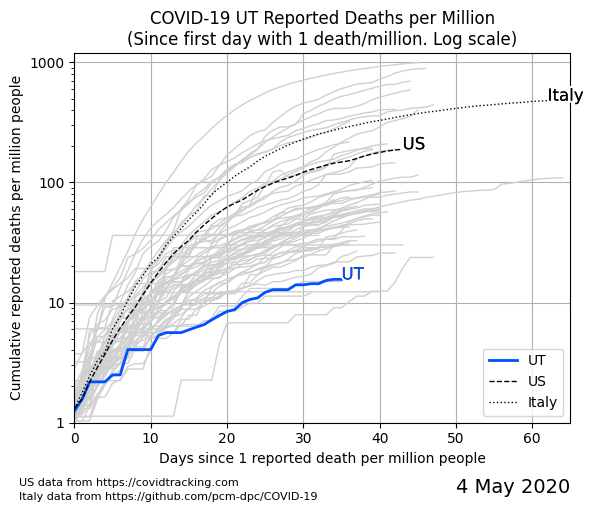 COVID-19 UT Reported Deaths per Million
(Since first day with 1 death/million. Log scale)
Cumulative reported deaths per million people
1000
100
10
1
Italy
US
UT
UT
US
Italy
0 10 20 30 40 50 60
Days since 1 reported death per million people
US data from https://covidtracking.com
Italy data from https://github.com/pcm-dpc/COVID-19
4 May 2020